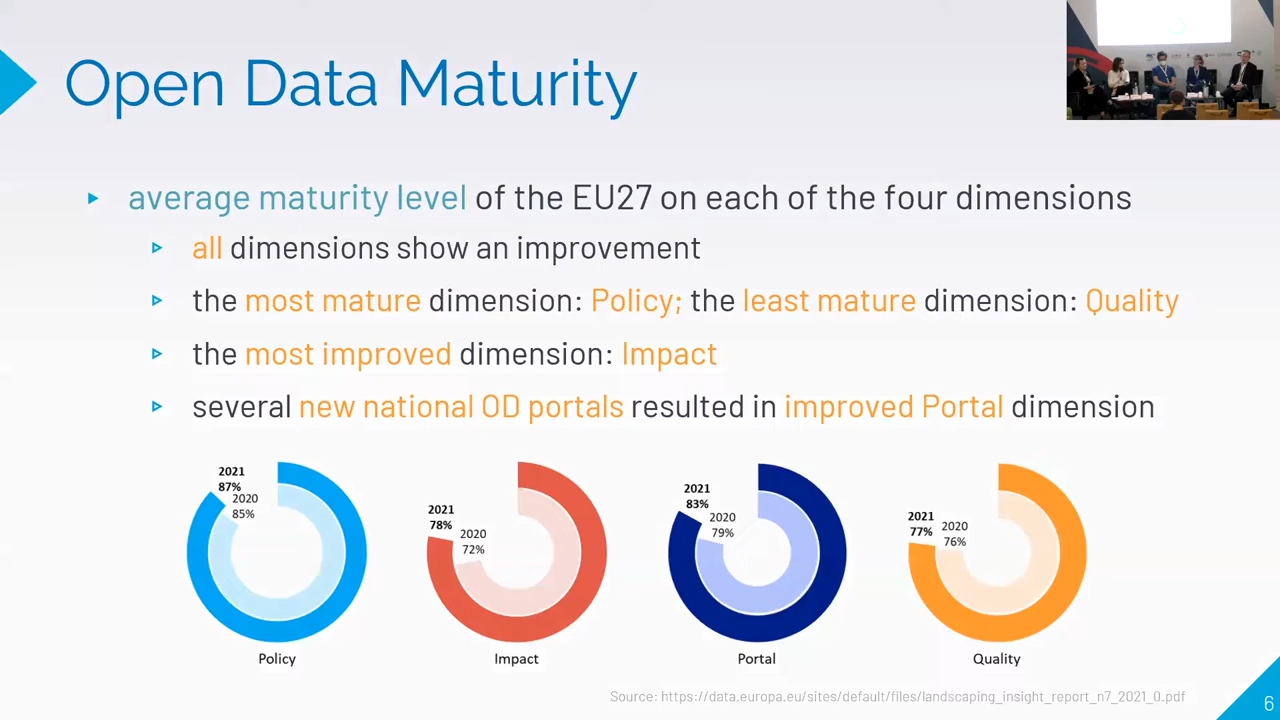 Open Data Maturity
average maturity level of the EU27 on each of the four dimensions
all dimensions show an improvement
the most mature dimension: Policy; the least mature dimension: Quality
the most improved dimension: Impact
several new national OD portals resulted in improved Portal dimension
2021
87%
2020
85%
Policy
2021
78%
2020
72%
Impact
2021
83%
2020
79%
Portal
2021
77%
2020
76%
Quality
Source: https://data.europa.eu/sites/default/files/landscaping_insight_report_n7_2021_0.pdf
6